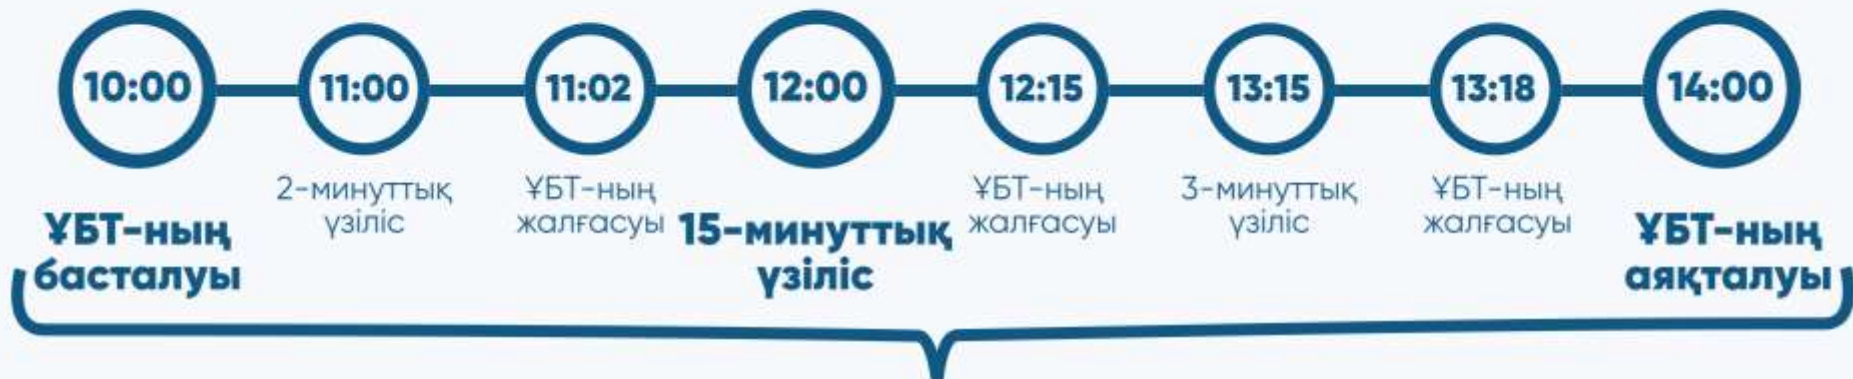 10:00 11:00 11:02 12:00 12:15 13:15 13:18 14:00
ҰБТ-ның
басталуы
2-минуттық
үзіліс
ҰБТ-ның
жалғасуы
15-минуттық
үзіліс
ҰБТ-ның
жалғасуы
3-минуттық
үзіліс
ҰБТ-ның
жалғасуы
ҰБТ-ның
аяқталуы